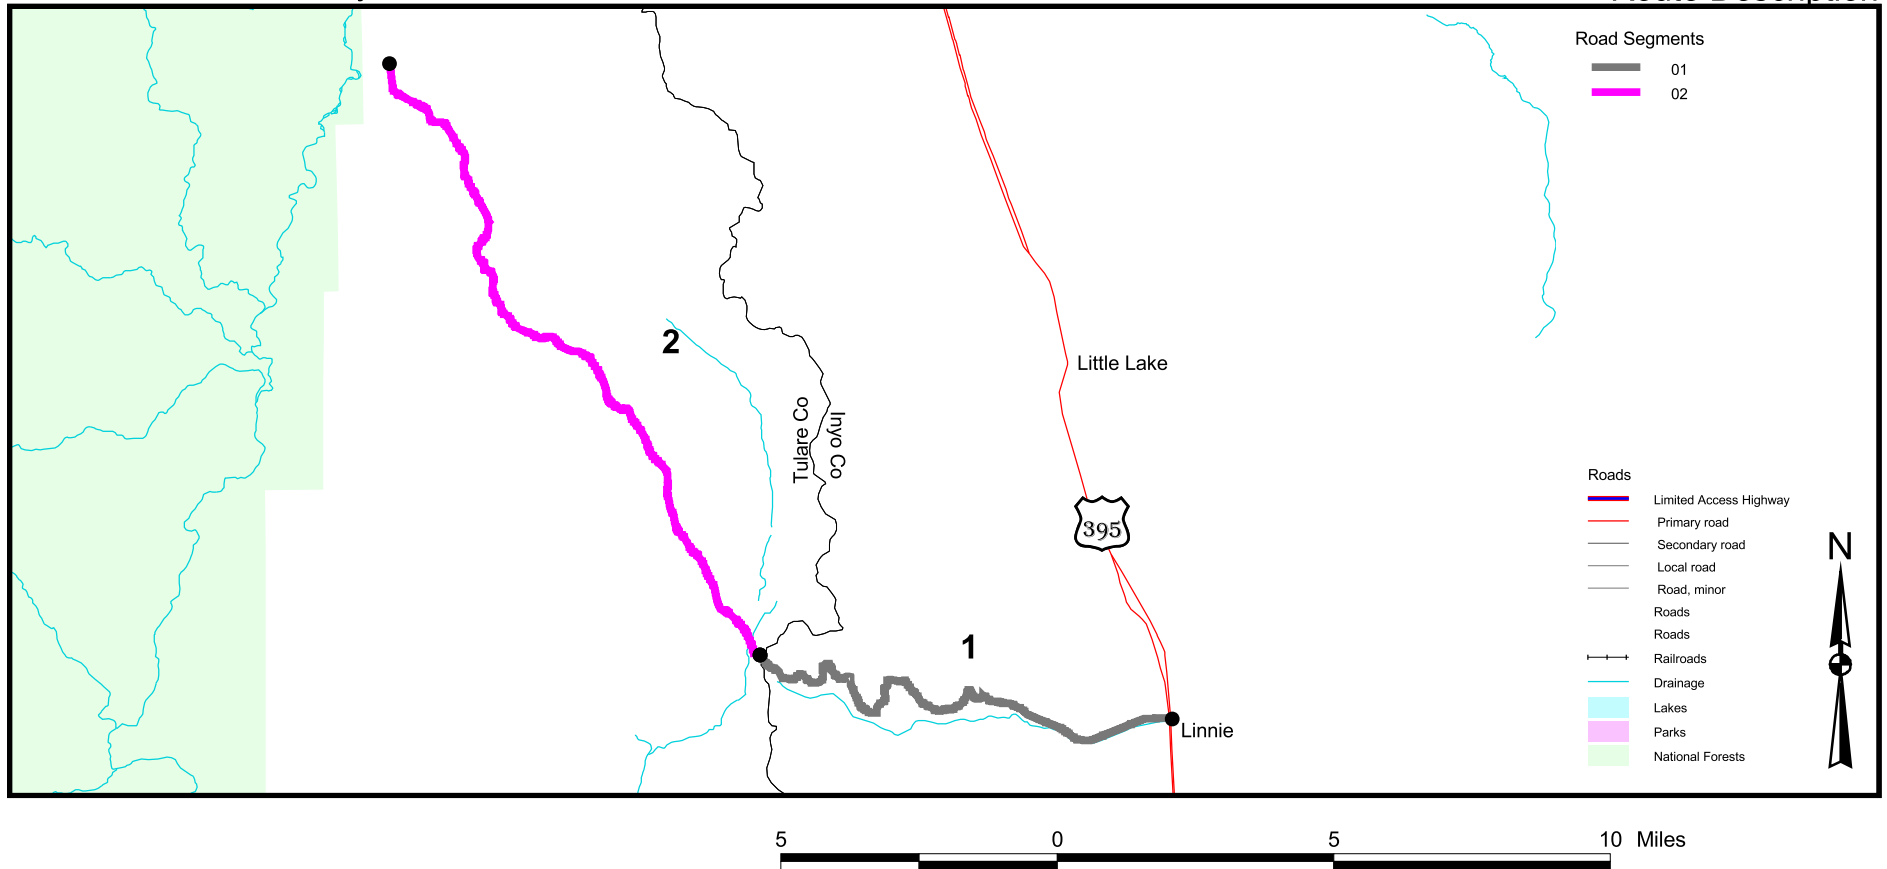 Route Description
Road Segments
01
02
2
Little Lake
Tulare Co
Inyo Co
395
1
Linnie
Roads
Limited Access Highway
Primary road
Secondary road
Local road
Road, minor
Roads
Roads
Railroads
Drainage
Lakes
Parks
National Forests
N
5 0 5 10 Miles